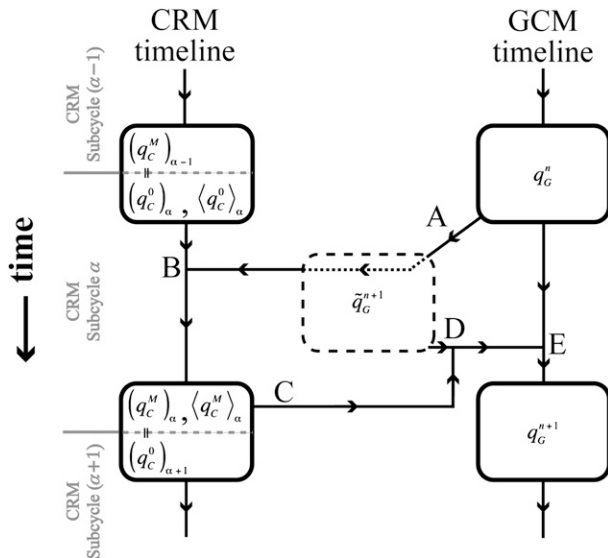 CRM
timeline
GCM
timeline
CRM
Subcycle (α−1)
(q_C^M)_{α−1}
=
(q_C^0)_α , ⟨q_C^0⟩_α
q_G^n
A
B
time
CRM
Subcycle α
q̃_G^{n+1}
D
E
C
(q_C^M)_α , ⟨q_C^M⟩_α
=
(q_C^0)_{α+1}
q_G^{n+1}
CRM
Subcycle (α+1)